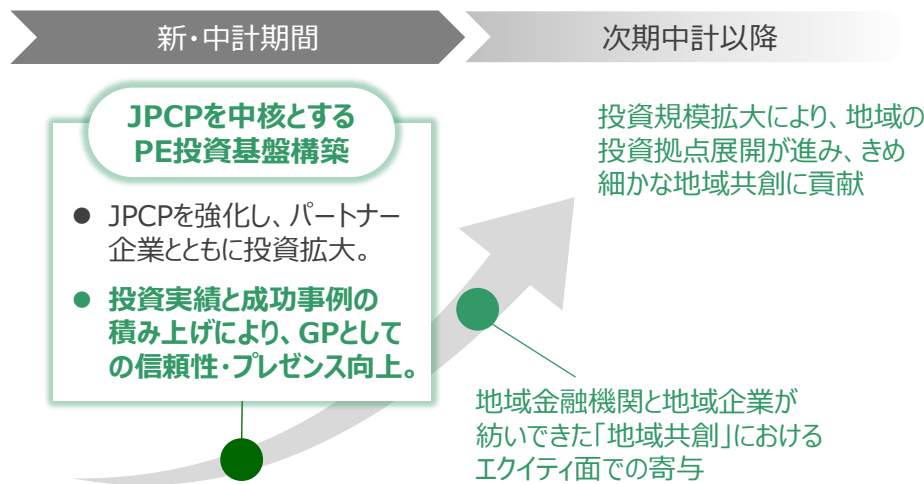 新・中計期間
次期中計以降
JPCPを中核とする
PE投資基盤構築
● JPCPを強化し、パートナー
企業とともに投資拡大。
● 投資実績と成功事例の
積み上げにより、GPとして
の信頼性・プレゼンス向上。
投資規模拡大により、地域の
投資拠点展開が進み、きめ
細かな地域共創に貢献
地域金融機関と地域企業が
紡いできた「地域共創」における
エクイティ面での寄与